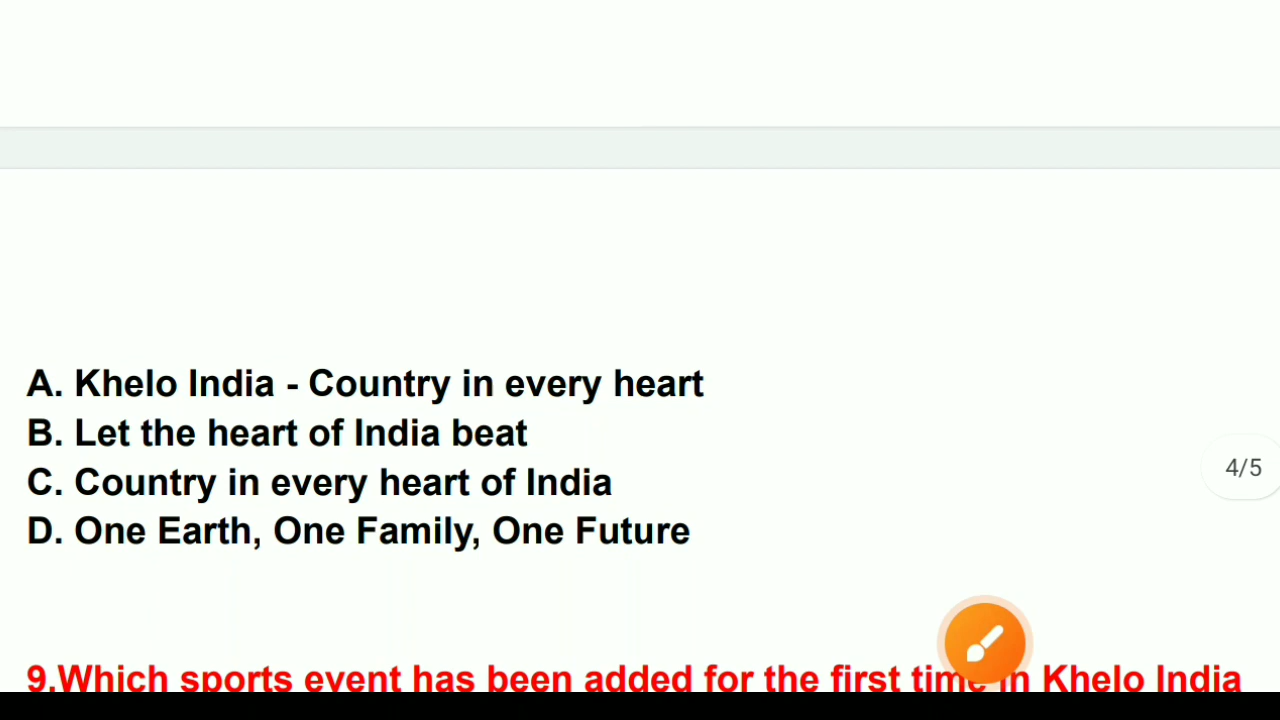 A. Khelo India - Country in every heart
B. Let the heart of India beat
C. Country in every heart of India
4/5
D. One Earth, One Family, One Future
9.Which sports event has been added for the first time in Khelo India